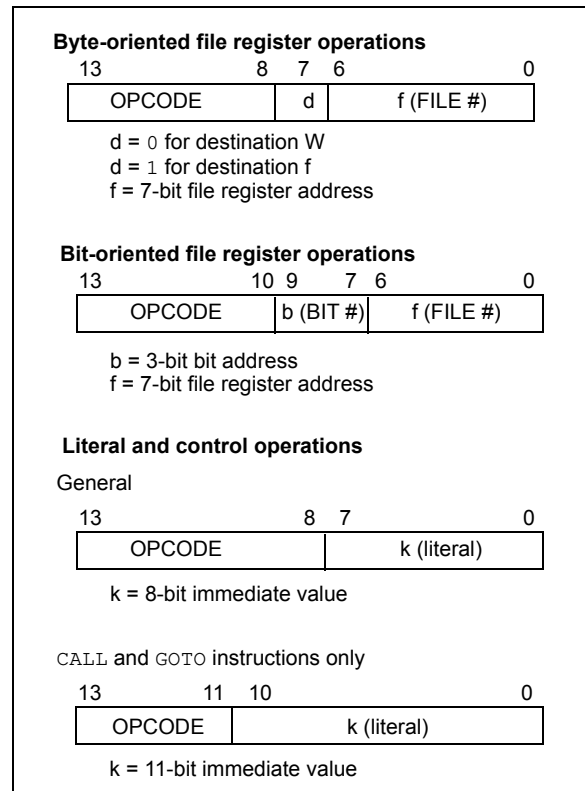 Byte-oriented file register operations
13 8 7 6 0
OPCODE d f (FILE #)
d = 0 for destination W
d = 1 for destination f
f = 7-bit file register address
Bit-oriented file register operations
13 10 9 7 6 0
OPCODE b (BIT #) f (FILE #)
b = 3-bit bit address
f = 7-bit file register address
Literal and control operations
General
13 8 7 0
OPCODE k (literal)
k = 8-bit immediate value
CALL and GOTO instructions only
13 11 10 0
OPCODE k (literal)
k = 11-bit immediate value